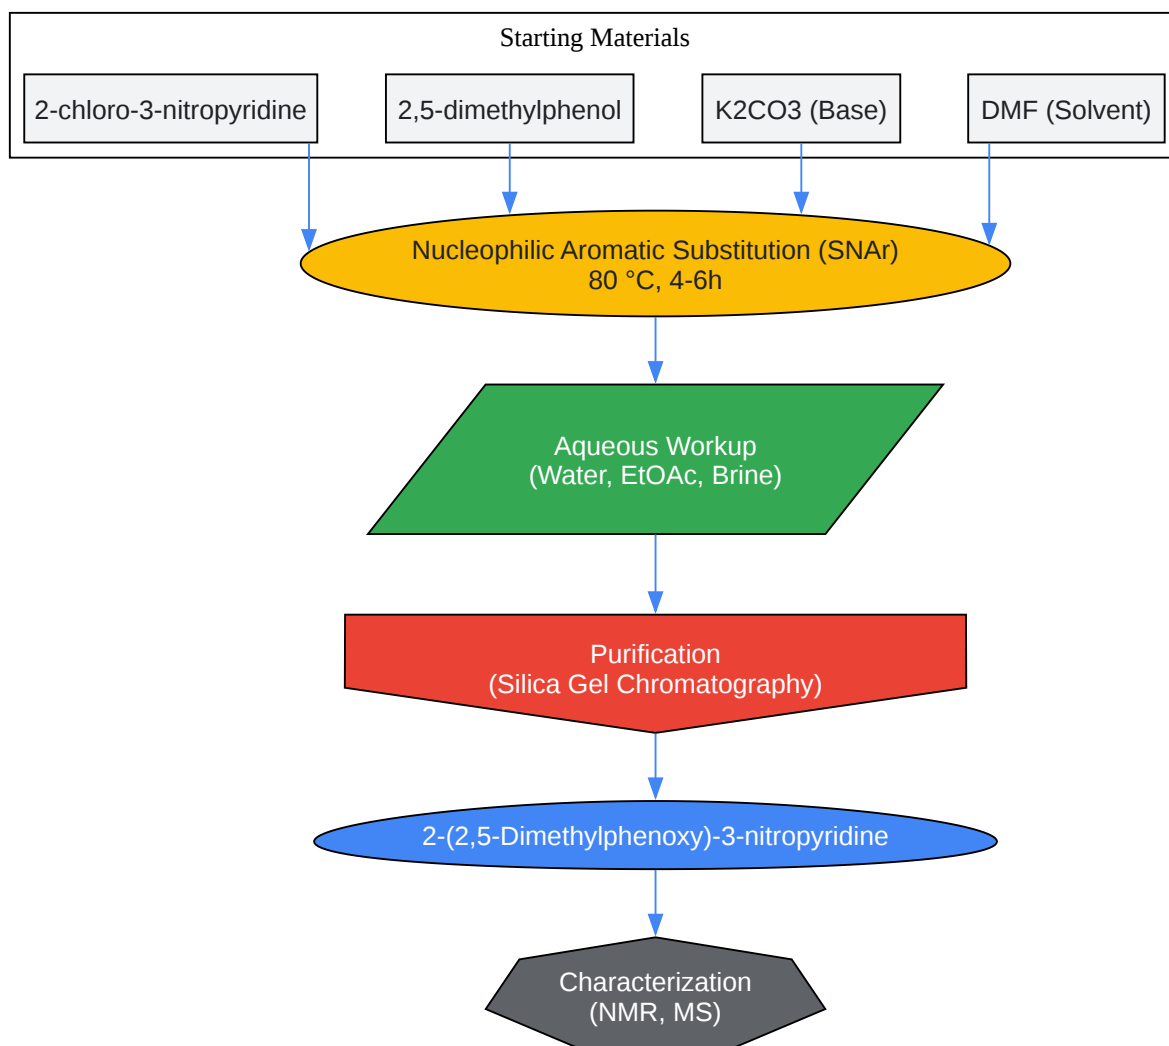 Starting Materials
2-chloro-3-nitropyridine
2,5-dimethylphenol
K2CO3 (Base)
DMF (Solvent)
Nucleophilic Aromatic Substitution (SNAr)
80 °C, 4-6h
Aqueous Workup
(Water, EtOAc, Brine)
Purification
(Silica Gel Chromatography)
2-(2,5-Dimethylphenoxy)-3-nitropyridine
Characterization
(NMR, MS)